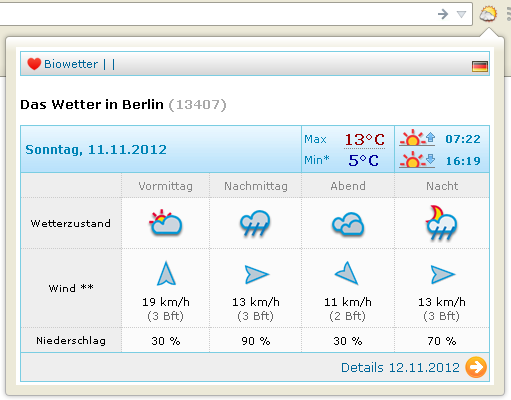 Biowetter | |
Das Wetter in Berlin (13407)
Sonntag, 11.11.2012
Max 13°C 07:22
Min* 5°C 16:19
Vormittag Nachmittag Abend Nacht
Wetterzustand
Wind **
19 km/h 13 km/h 11 km/h 13 km/h
(3 Bft) (3 Bft) (2 Bft) (3 Bft)
Niederschlag 30 % 90 % 30 % 70 %
Details 12.11.2012